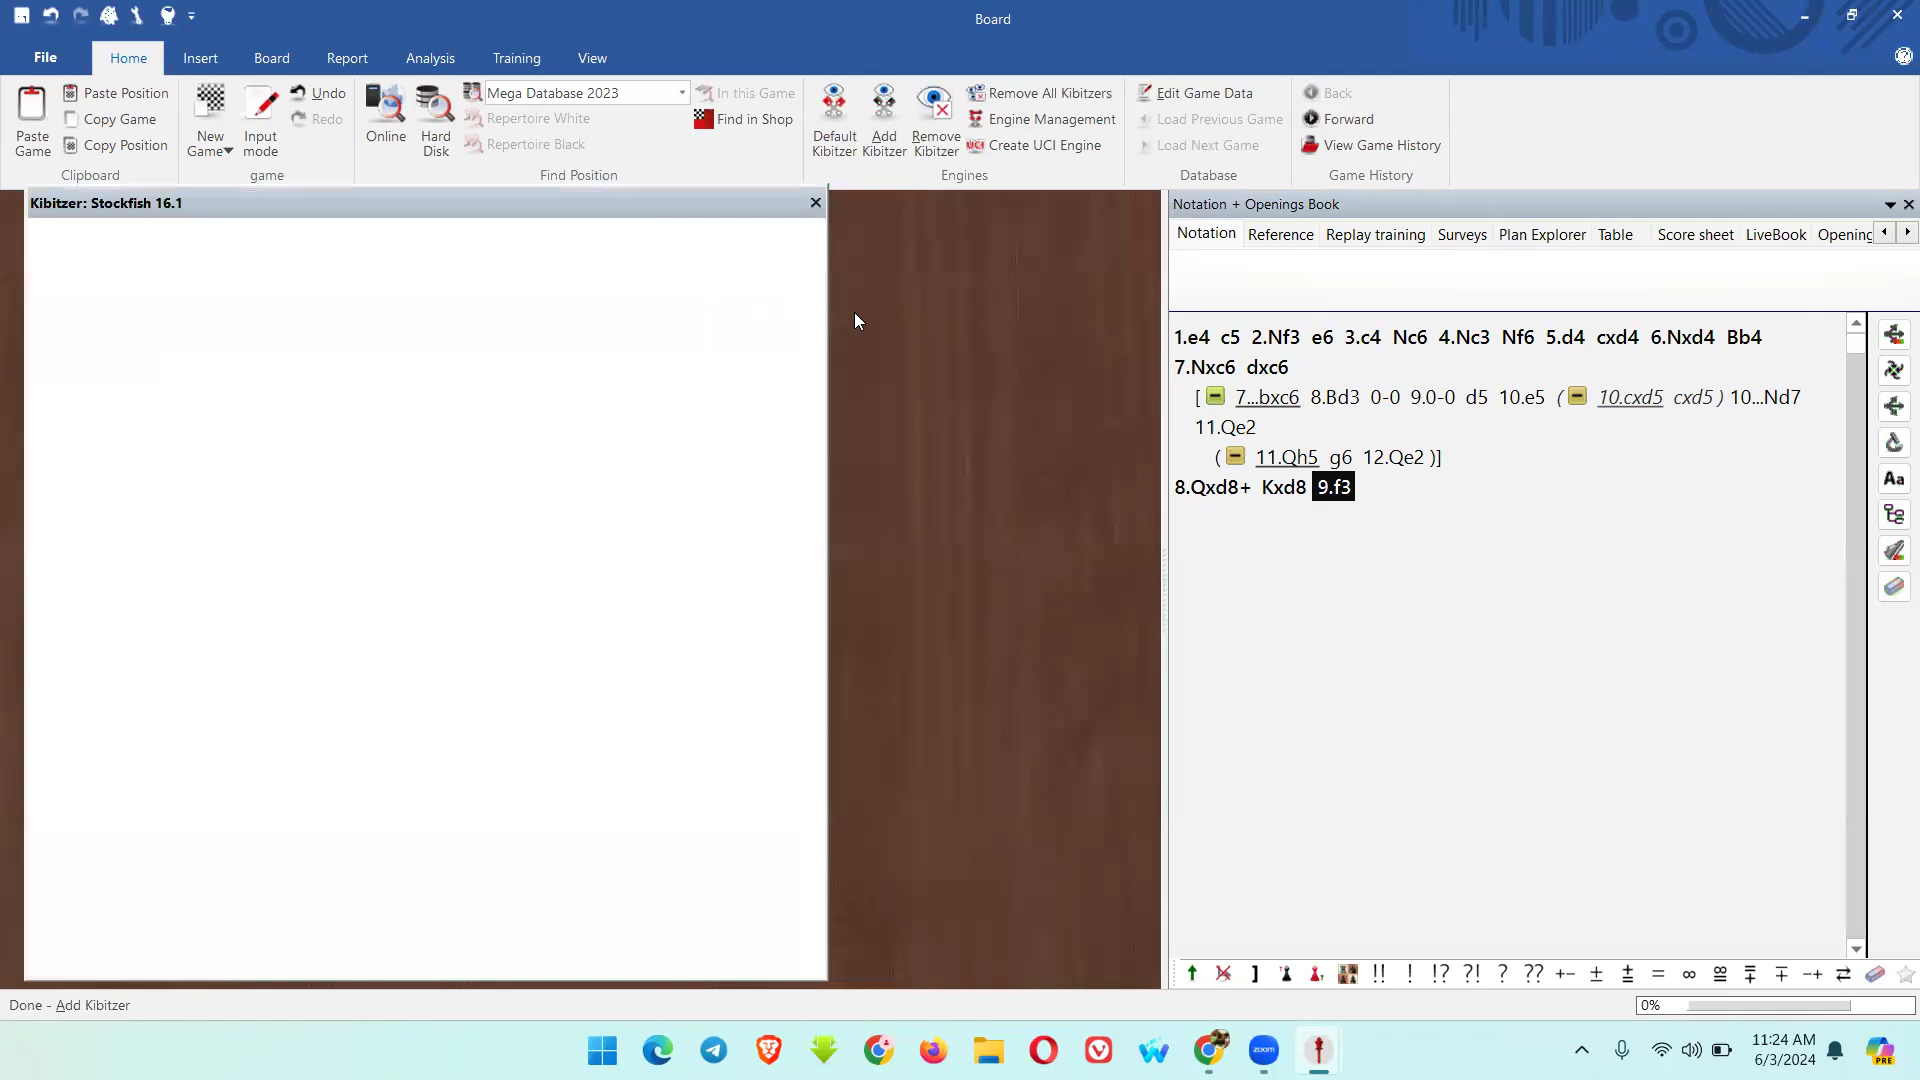 Board
File Home Insert Board Report Analysis Training View
Paste Game
Paste Position
Copy Game
Copy Position
Clipboard
New Game
Input mode
Undo
Redo
game
Online
Hard Disk
Mega Database 2023
Repertoire White
Repertoire Black
In this Game
Find in Shop
Find Position
Default Kibitzer
Add Kibitzer
Remove Kibitzer
Remove All Kibitzers
Engine Management
UCI Create UCI Engine
Engines
Edit Game Data
Load Previous Game
Load Next Game
Database
Back
Forward
View Game History
Game History
Kibitzer: Stockfish 16.1
Notation + Openings Book
Notation Reference Replay training Surveys Plan Explorer Table Score sheet LiveBook Opening
1.e4 c5 2.Nf3 e6 3.c4 Nc6 4.Nc3 Nf6 5.d4 cxd4 6.Nxd4 Bb4
7.Nxc6 dxc6
[ 7...bxc6 8.Bd3 0-0 9.0-0 d5 10.e5 ( 10.cxd5 cxd5 ) 10...Nd7
11.Qe2
( 11.Qh5 g6 12.Qe2 )]
8.Qxd8+ Kxd8 9.f3
Aa
] !! ! !? ?! ? ?? +− ± ⩲ = ∞ ≅ ⩱ ∓ −+ ⇄
Done - Add Kibitzer
0%
zoom
11:24 AM
6/3/2024
PRE